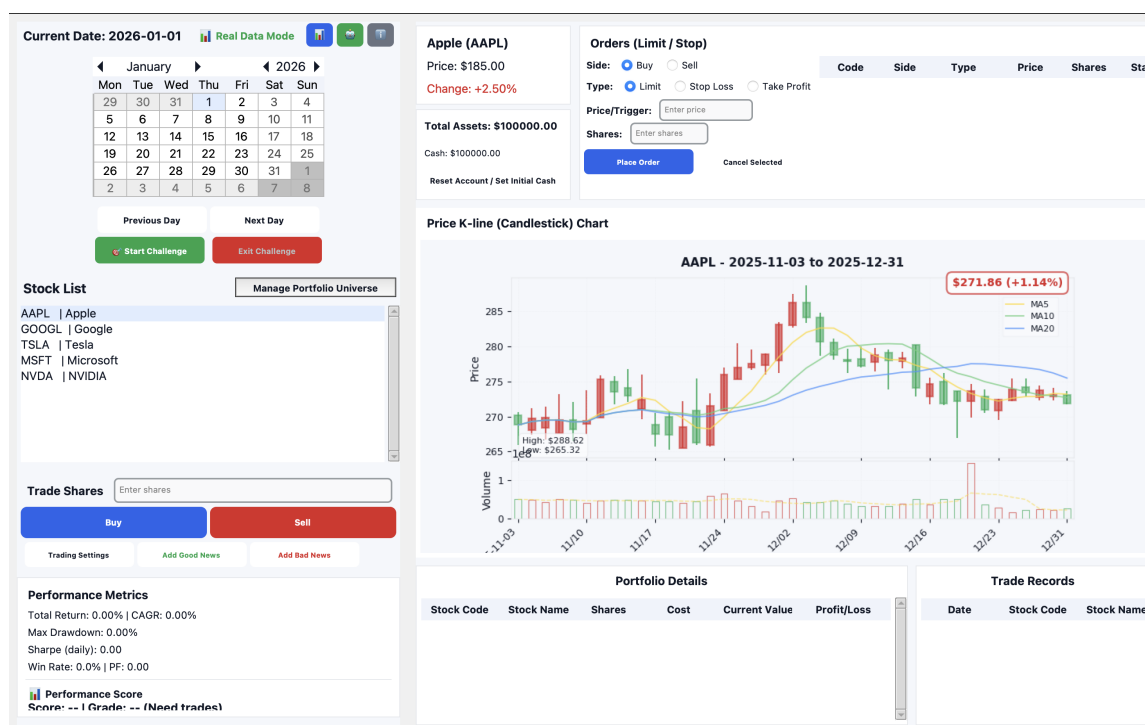 Current Date: 2026-01-01
Real Data Mode
January
2026
Mon Tue Wed Thu Fri Sat Sun
29 30 31 1 2 3 4
5 6 7 8 9 10 11
12 13 14 15 16 17 18
19 20 21 22 23 24 25
26 27 28 29 30 31 1
2 3 4 5 6 7 8
Previous Day
Next Day
Start Challenge
Exit Challenge
Stock List
Manage Portfolio Universe
AAPL | Apple
GOOGL | Google
TSLA | Tesla
MSFT | Microsoft
NVDA | NVIDIA
Trade Shares
Enter shares
Buy
Sell
Trading Settings
Add Good News
Add Bad News
Performance Metrics
Total Return: 0.00% | CAGR: 0.00%
Max Drawdown: 0.00%
Sharpe (daily): 0.00
Win Rate: 0.0% | PF: 0.00
Performance Score
Score: -- | Grade: -- (Need trades)
Apple (AAPL)
Price: $185.00
Change: +2.50%
Total Assets: $100000.00
Cash: $100000.00
Reset Account / Set Initial Cash
Orders (Limit / Stop)
Side: Buy Sell
Type: Limit Stop Loss Take Profit
Price/Trigger: Enter price
Shares: Enter shares
Place Order
Cancel Selected
Code Side Type Price Shares Sta
Price K-line (Candlestick) Chart
AAPL - 2025-11-03 to 2025-12-31
$271.86 (+1.14%)
MA5
MA10
MA20
Price
285
280
275
270
265
High: $288.62
Low: $265.32
1e8
Volume
1
0
-11-03 11/10 11/17 11/24 12/02 12/09 12/16 12/23 12/31
Portfolio Details
Stock Code Stock Name Shares Cost Current Value Profit/Loss
Trade Records
Date Stock Code Stock Name